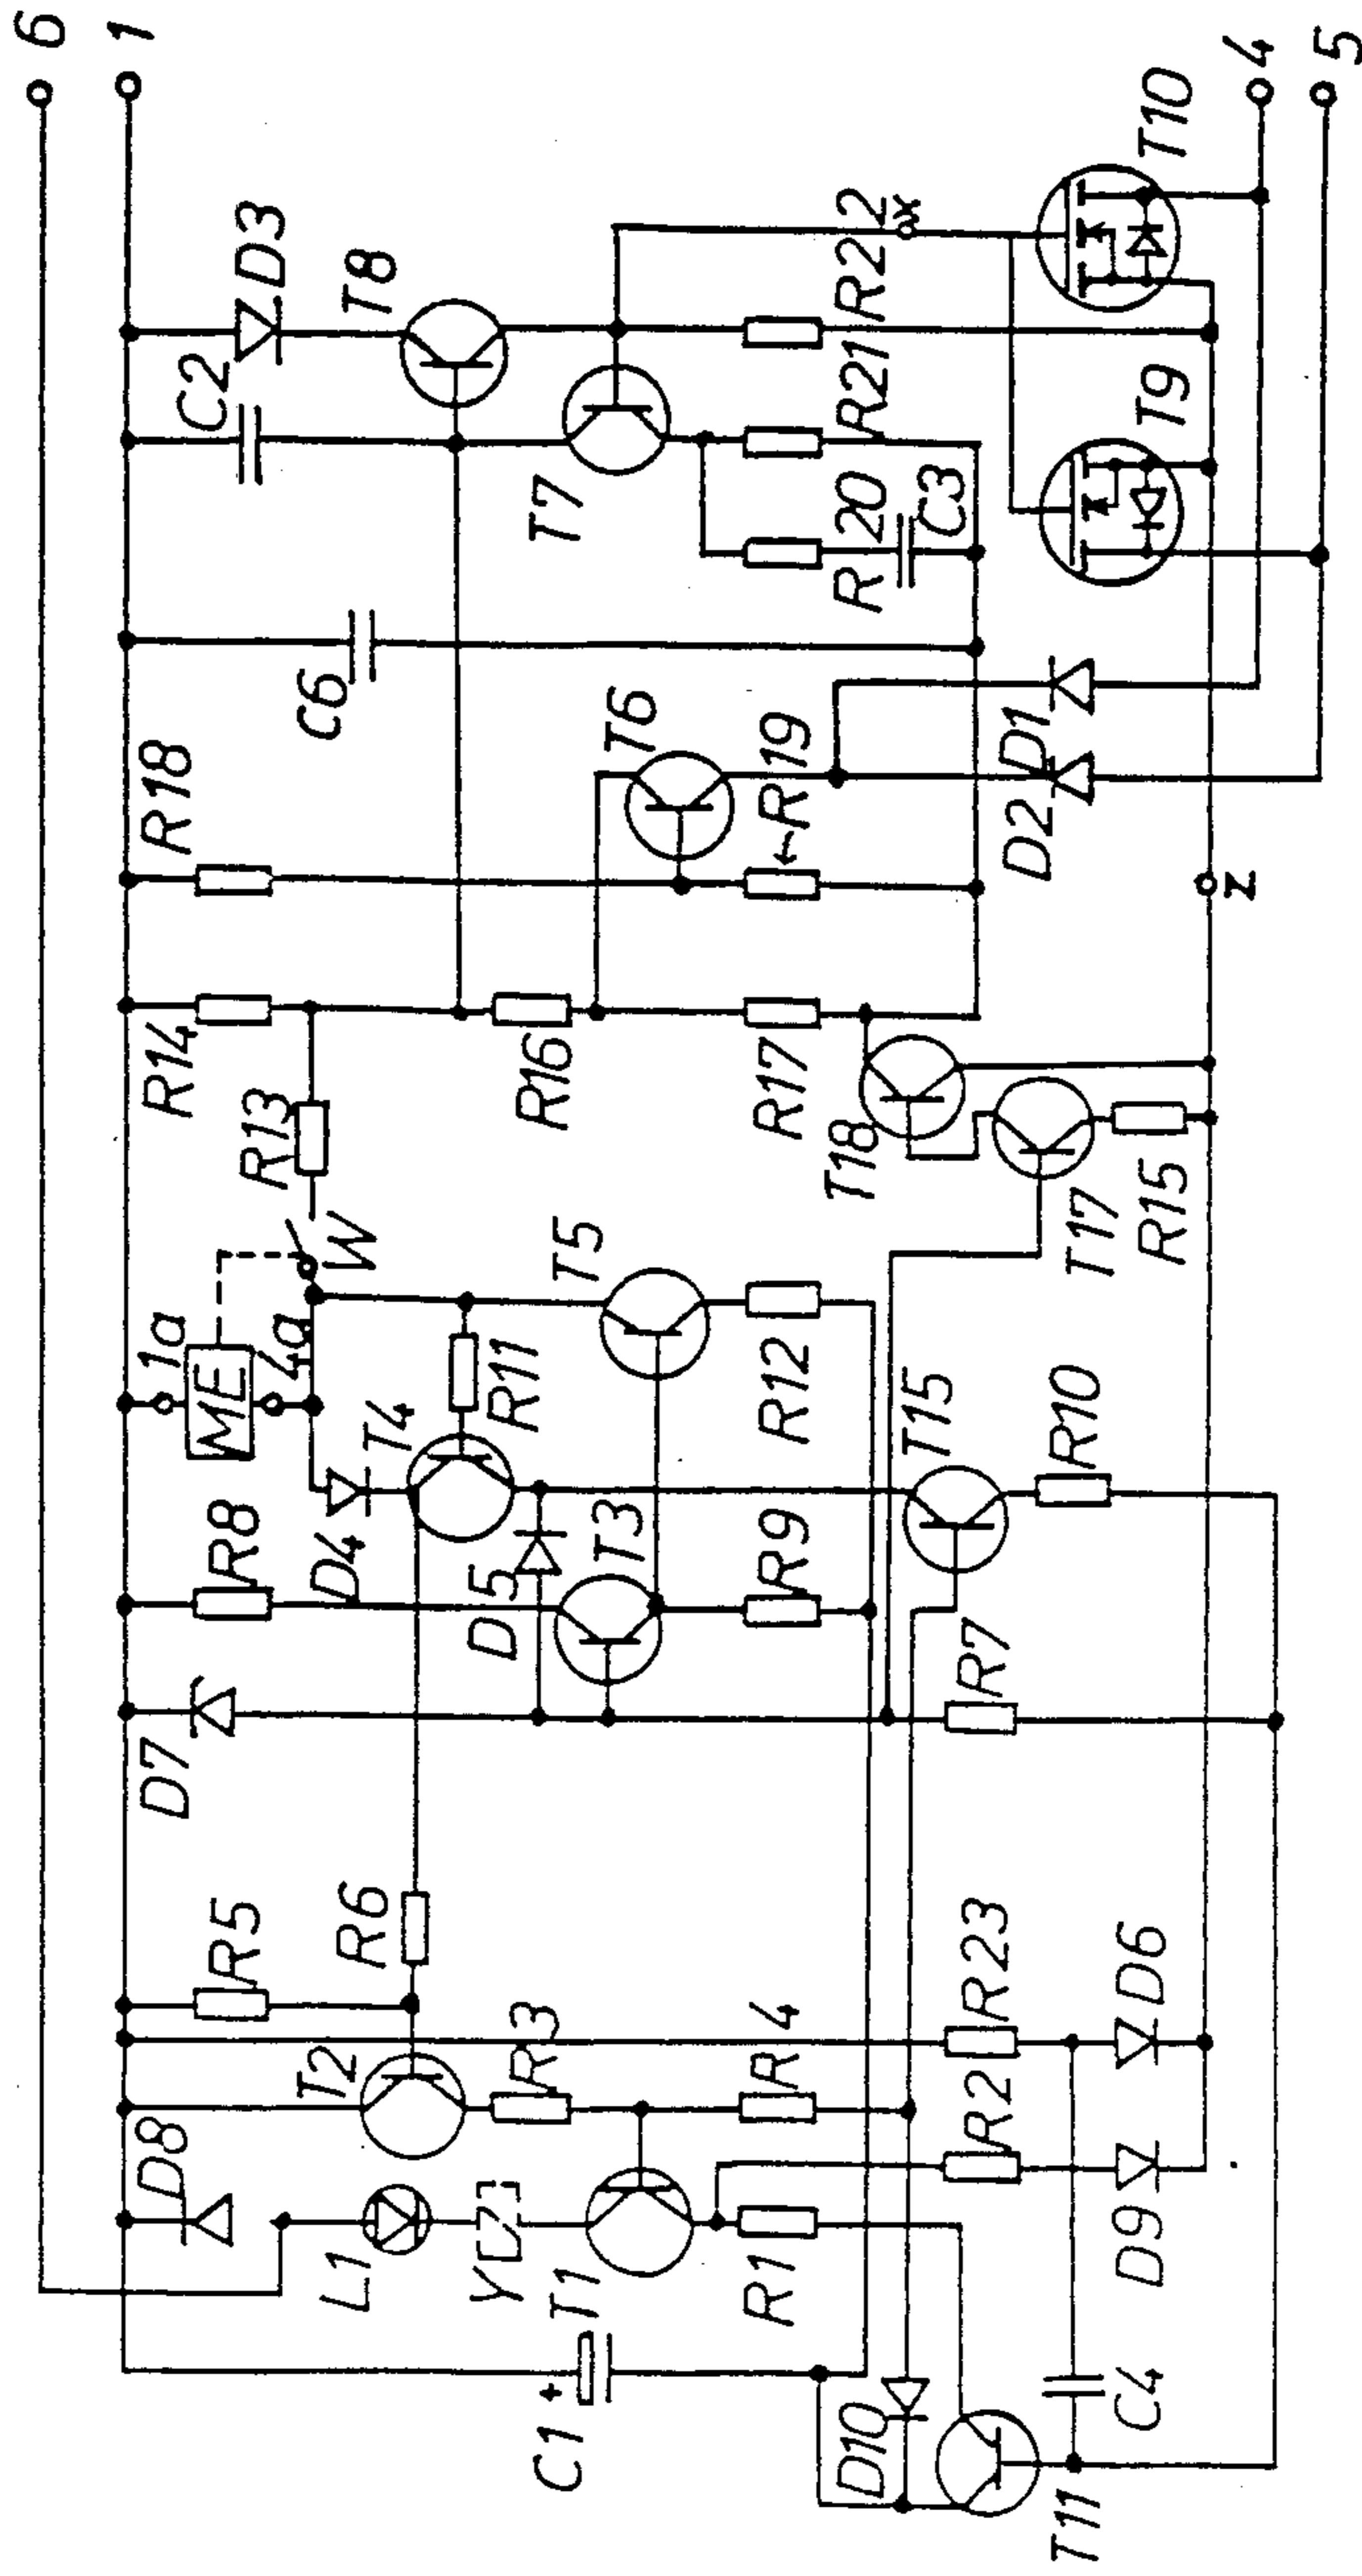 6
1
D3
C2
T8
T7
R22
x
R21
R 20
C3
T10
T9
4
5
C6
R18
T6
R19
D1
D2
z
R14
R13
R16
R17
T18
T17
R15
W
1a
ME
4a
T5
R11
T4
R12
T15
R10
R8
D4
D5
T3
R9
D7
R7
R5
R6
T2
R 3
R 4
R23
R2
D6
D8
L1
Y
T1
R1
D9
+
C1
D10
C4
T11